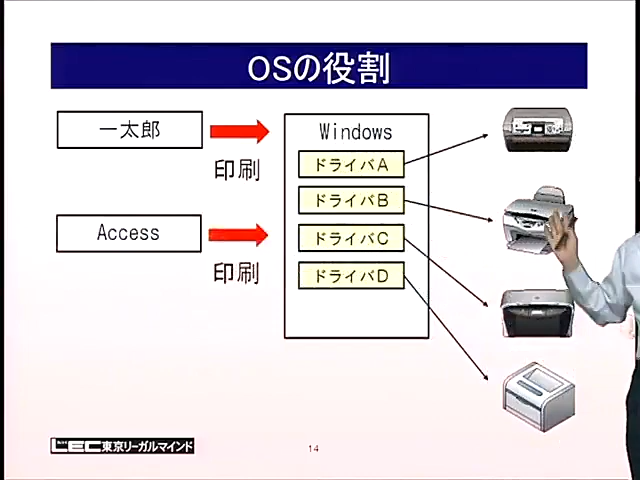 OSの役割
一太郎
印刷
Access
印刷
Windows
ドライバA
ドライバB
ドライバC
ドライバD
LEC東京リーガルマインド
14